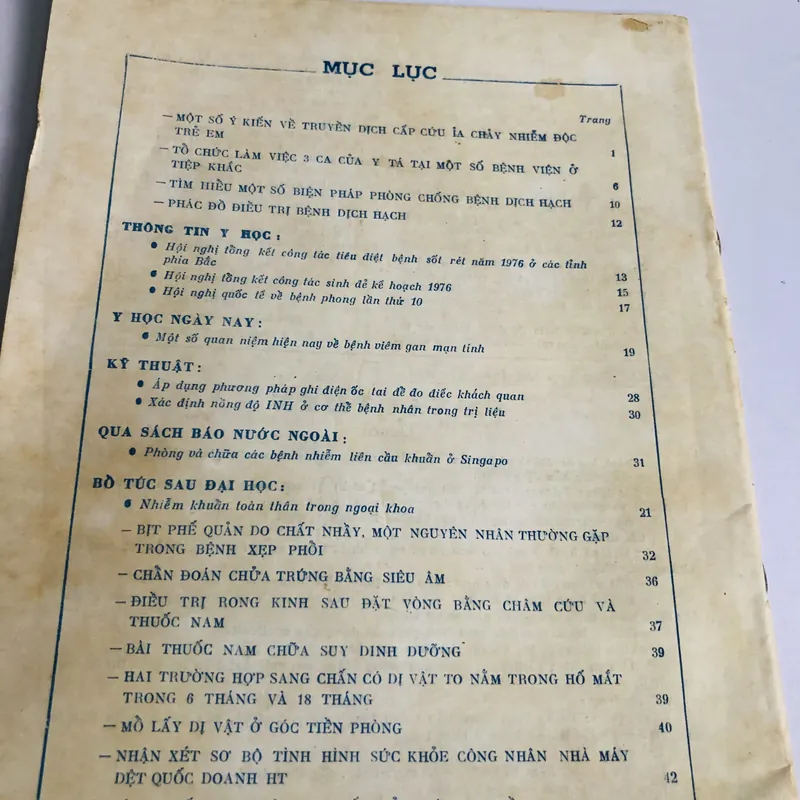 MỤC LỤC
Trang
— MỘT SỐ Ý KIẾN VỀ TRUYỀN DỊCH CẤP CỨU ỈA CHẢY NHIỄM ĐỘC
TRẺ EM 1
— TỔ CHỨC LÀM VIỆC 3 CA CỦA Y TÁ TẠI MỘT SỐ BỆNH VIỆN Ở
TIỆP KHẮC 6
— TÌM HIỂU MỘT SỐ BIỆN PHÁP PHÒNG CHỐNG BỆNH DỊCH HẠCH 10
— PHÁC ĐỒ ĐIỀU TRỊ BỆNH DỊCH HẠCH 12
THÔNG TIN Y HỌC :
● Hội nghị tổng kết công tác tiêu diệt bệnh sốt rét năm 1976 ở các tỉnh
phía Bắc 13
● Hội nghị tổng kết công tác sinh đẻ kế hoạch 1976 15
● Hội nghị quốc tế về bệnh phong lần thứ 10 17
Y HỌC NGÀY NAY :
● Một số quan niệm hiện nay về bệnh viêm gan mạn tính 19
KỸ THUẬT :
● Áp dụng phương pháp ghi điện ốc tai để đo điếc khách quan 28
● Xác định nồng độ INH ở cơ thể bệnh nhân trong trị liệu 30
QUA SÁCH BÁO NƯỚC NGOÀI :
● Phòng và chữa các bệnh nhiễm liên cầu khuẩn ở Singapo 31
BỔ TÚC SAU ĐẠI HỌC :
● Nhiễm khuẩn toàn thân trong ngoại khoa 21
— BỊT PHẾ QUẢN DO CHẤT NHẦY, MỘT NGUYÊN NHÂN THƯỜNG GẶP
TRONG BỆNH XẸP PHỔI 32
— CHẨN ĐOÁN CHỬA TRỨNG BẰNG SIÊU ÂM 36
— ĐIỀU TRỊ RONG KINH SAU ĐẶT VÒNG BẰNG CHÂM CỨU VÀ
THUỐC NAM 37
— BÀI THUỐC NAM CHỮA SUY DINH DƯỠNG 39
— HAI TRƯỜNG HỢP SANG CHẤN CÓ DỊ VẬT TO NẰM TRONG HỐ MẮT
TRONG 6 THÁNG VÀ 18 THÁNG 39
— MỔ LẤY DỊ VẬT Ở GÓC TIỀN PHÒNG 40
— NHẬN XÉT SƠ BỘ TÌNH HÌNH SỨC KHỎE CÔNG NHÂN NHÀ MÁY
DỆT QUỐC DOANH HT 42